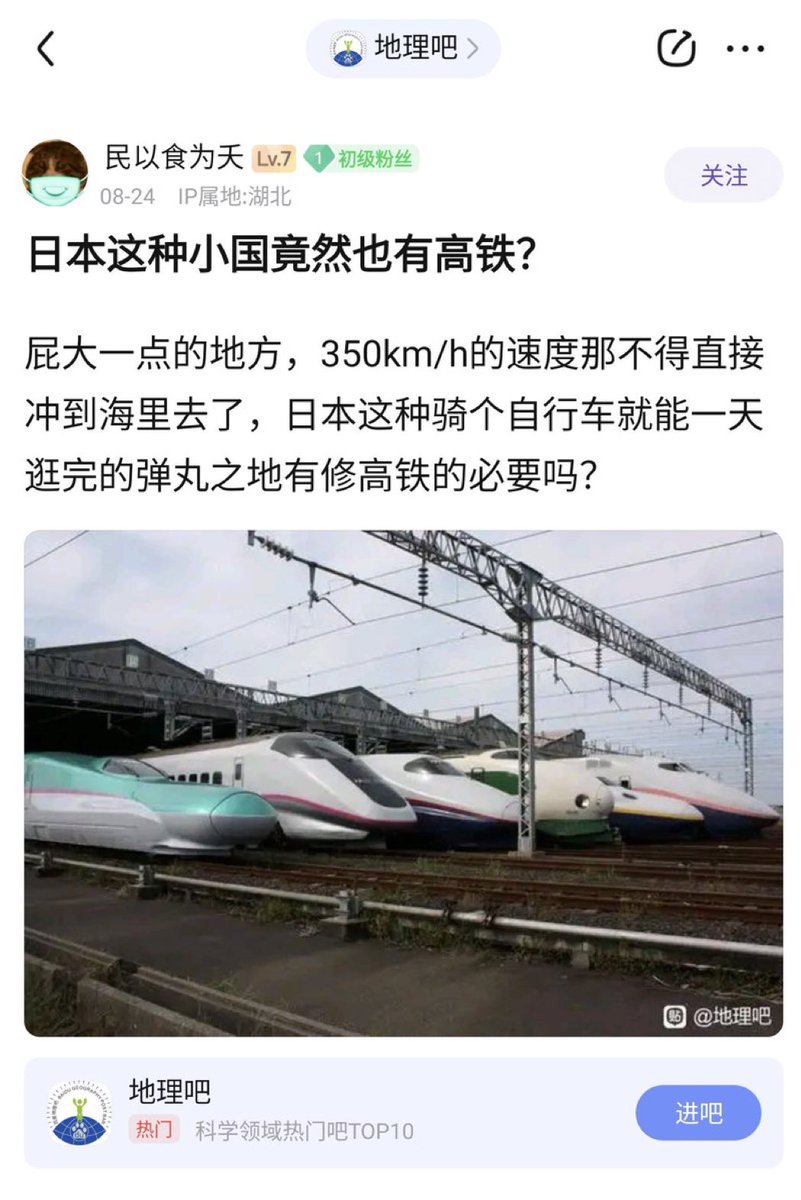 地理吧
民以食为天 Lv.7 1 初级粉丝
关注
08-24 IP属地:湖北
日本这种小国竟然也有高铁?
屁大一点的地方，350km/h的速度那不得直接
冲到海里去了，日本这种骑个自行车就能一天
逛完的弹丸之地有修高铁的必要吗?
贴 @地理吧
地理吧
热门 科学领域热门吧TOP10
进吧